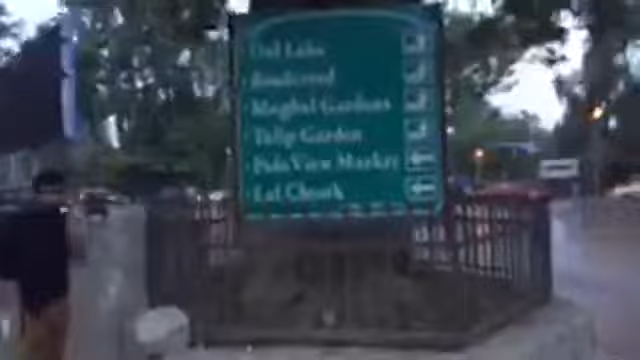 Dal Lake
Boulevard
Mughal Gardens
Tulip Garden
Polo View Market
Lal Chowk